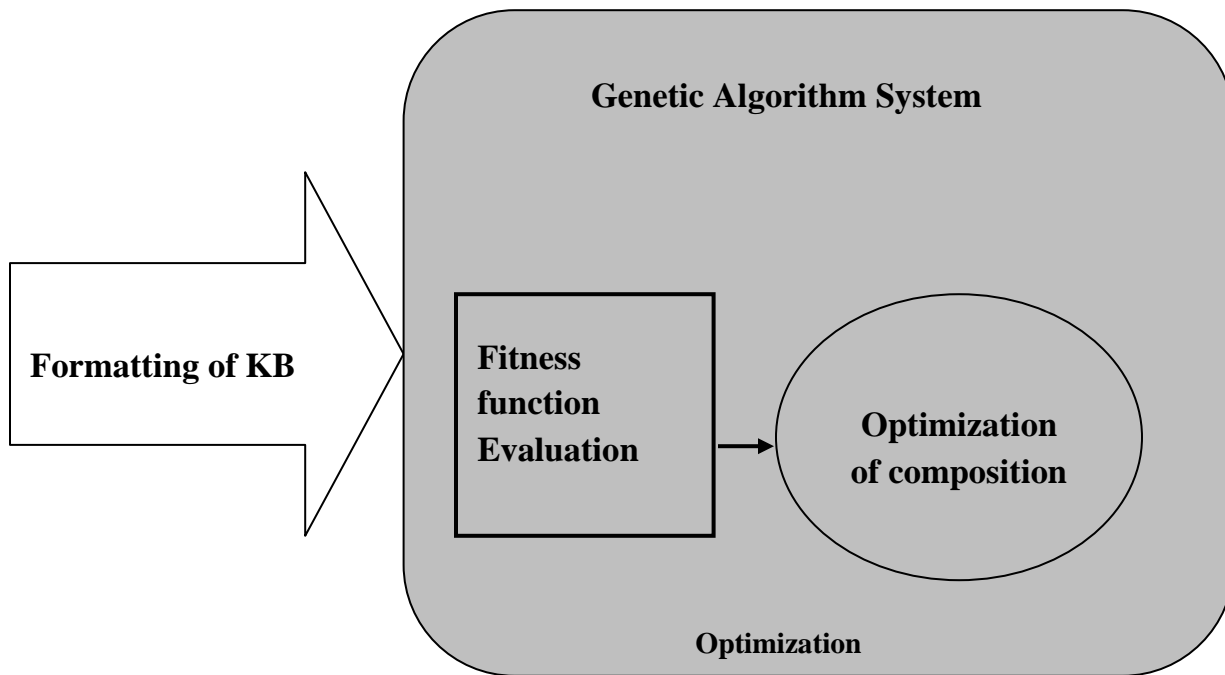 Genetic Algorithm System
Formatting of KB
Fitness
function
Evaluation
Optimization
of composition
Optimization